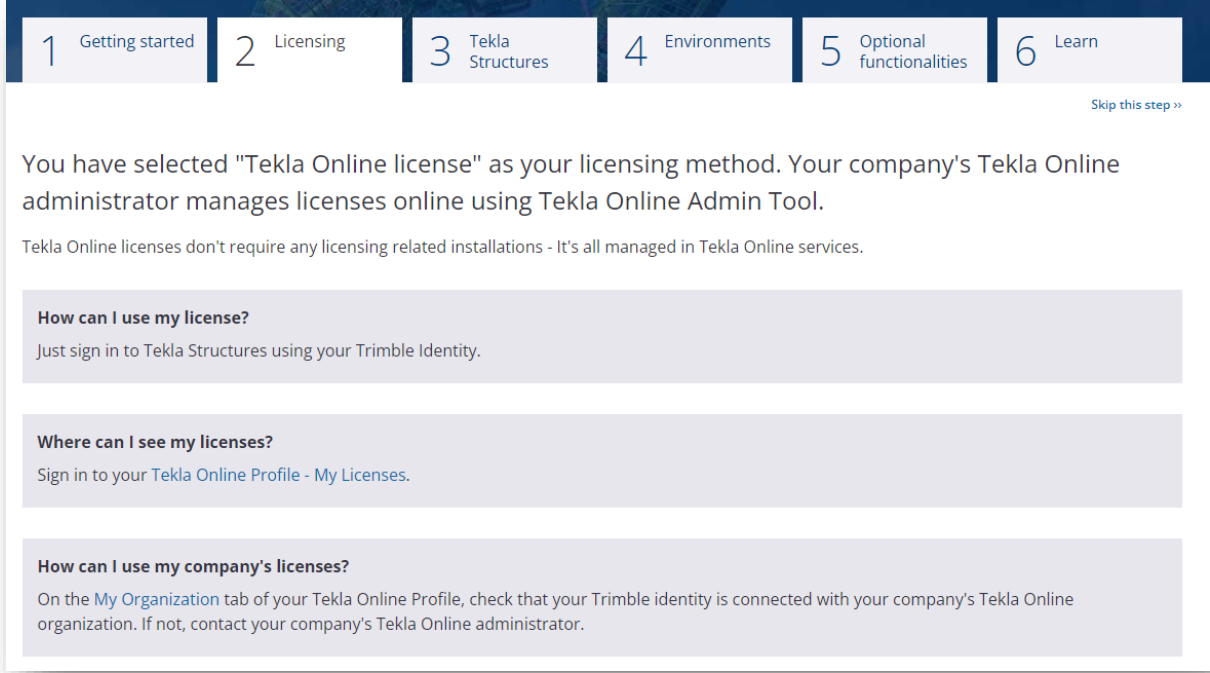 1 Getting started
2 Licensing
3 Tekla
Structures
4 Environments
5 Optional
functionalities
6 Learn
Skip this step ››
You have selected "Tekla Online license" as your licensing method. Your company's Tekla Online
administrator manages licenses online using Tekla Online Admin Tool.
Tekla Online licenses don't require any licensing related installations - It's all managed in Tekla Online services.
How can I use my license?
Just sign in to Tekla Structures using your Trimble Identity.
Where can I see my licenses?
Sign in to your Tekla Online Profile - My Licenses.
How can I use my company's licenses?
On the My Organization tab of your Tekla Online Profile, check that your Trimble identity is connected with your company's Tekla Online
organization. If not, contact your company's Tekla Online administrator.